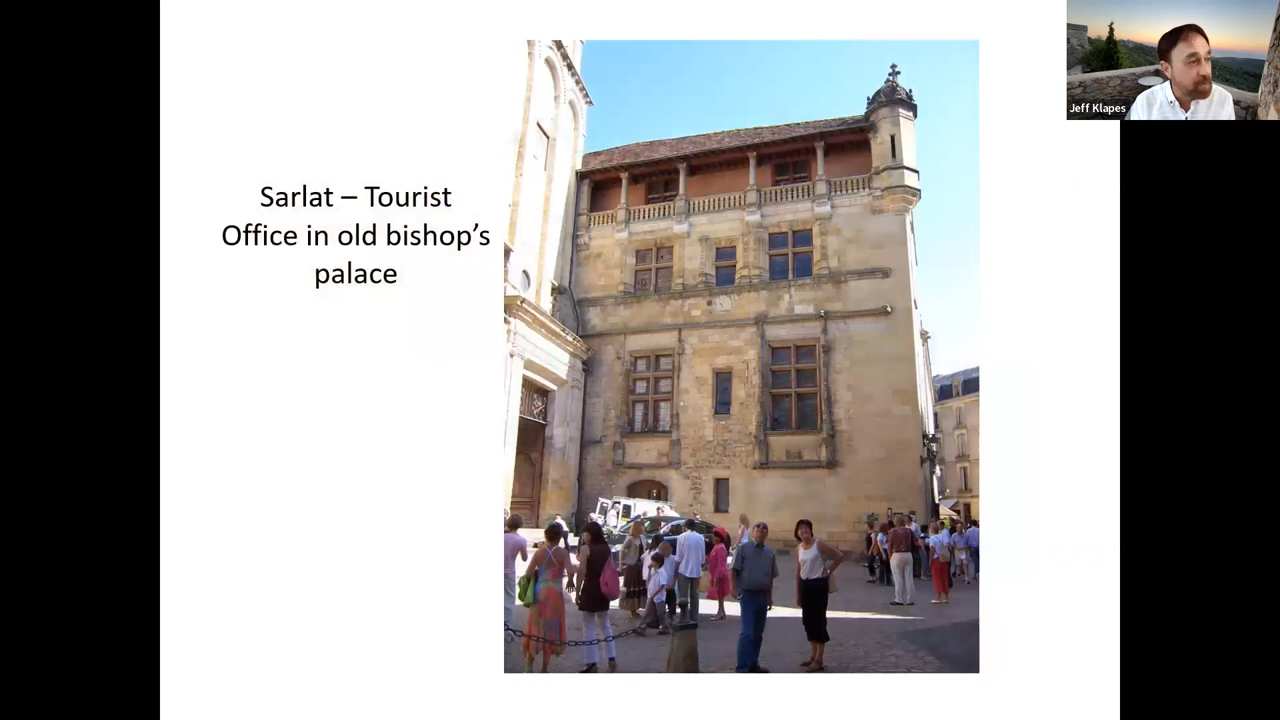 Sarlat – Tourist
Office in old bishop’s
palace
Jeff Klapes